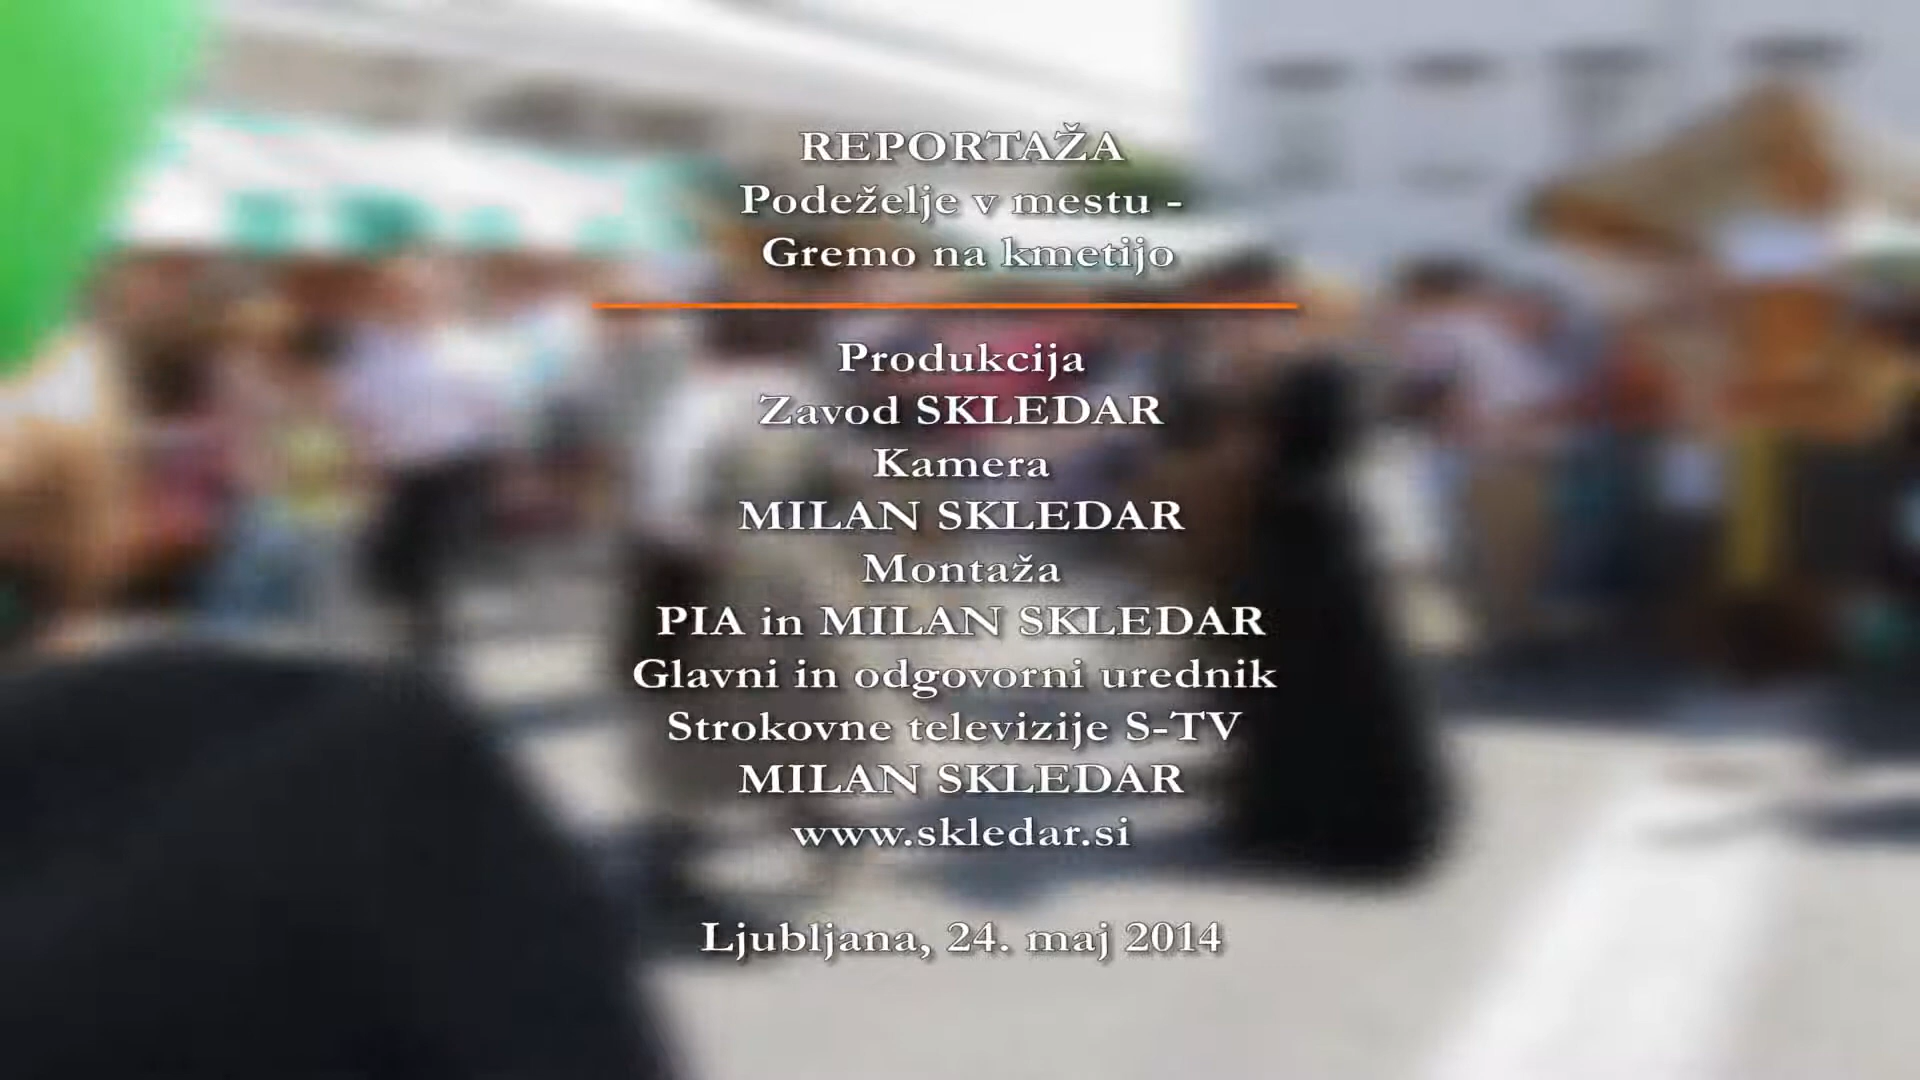 REPORTAŽA
Podeželje v mestu -
Gremo na kmetijo
Produkcija
Zavod SKLEDAR
Kamera
MILAN SKLEDAR
Montaža
PIA in MILAN SKLEDAR
Glavni in odgovorni urednik
Strokovne televizije S-TV
MILAN SKLEDAR
www.skledar.si
Ljubljana, 24. maj 2014